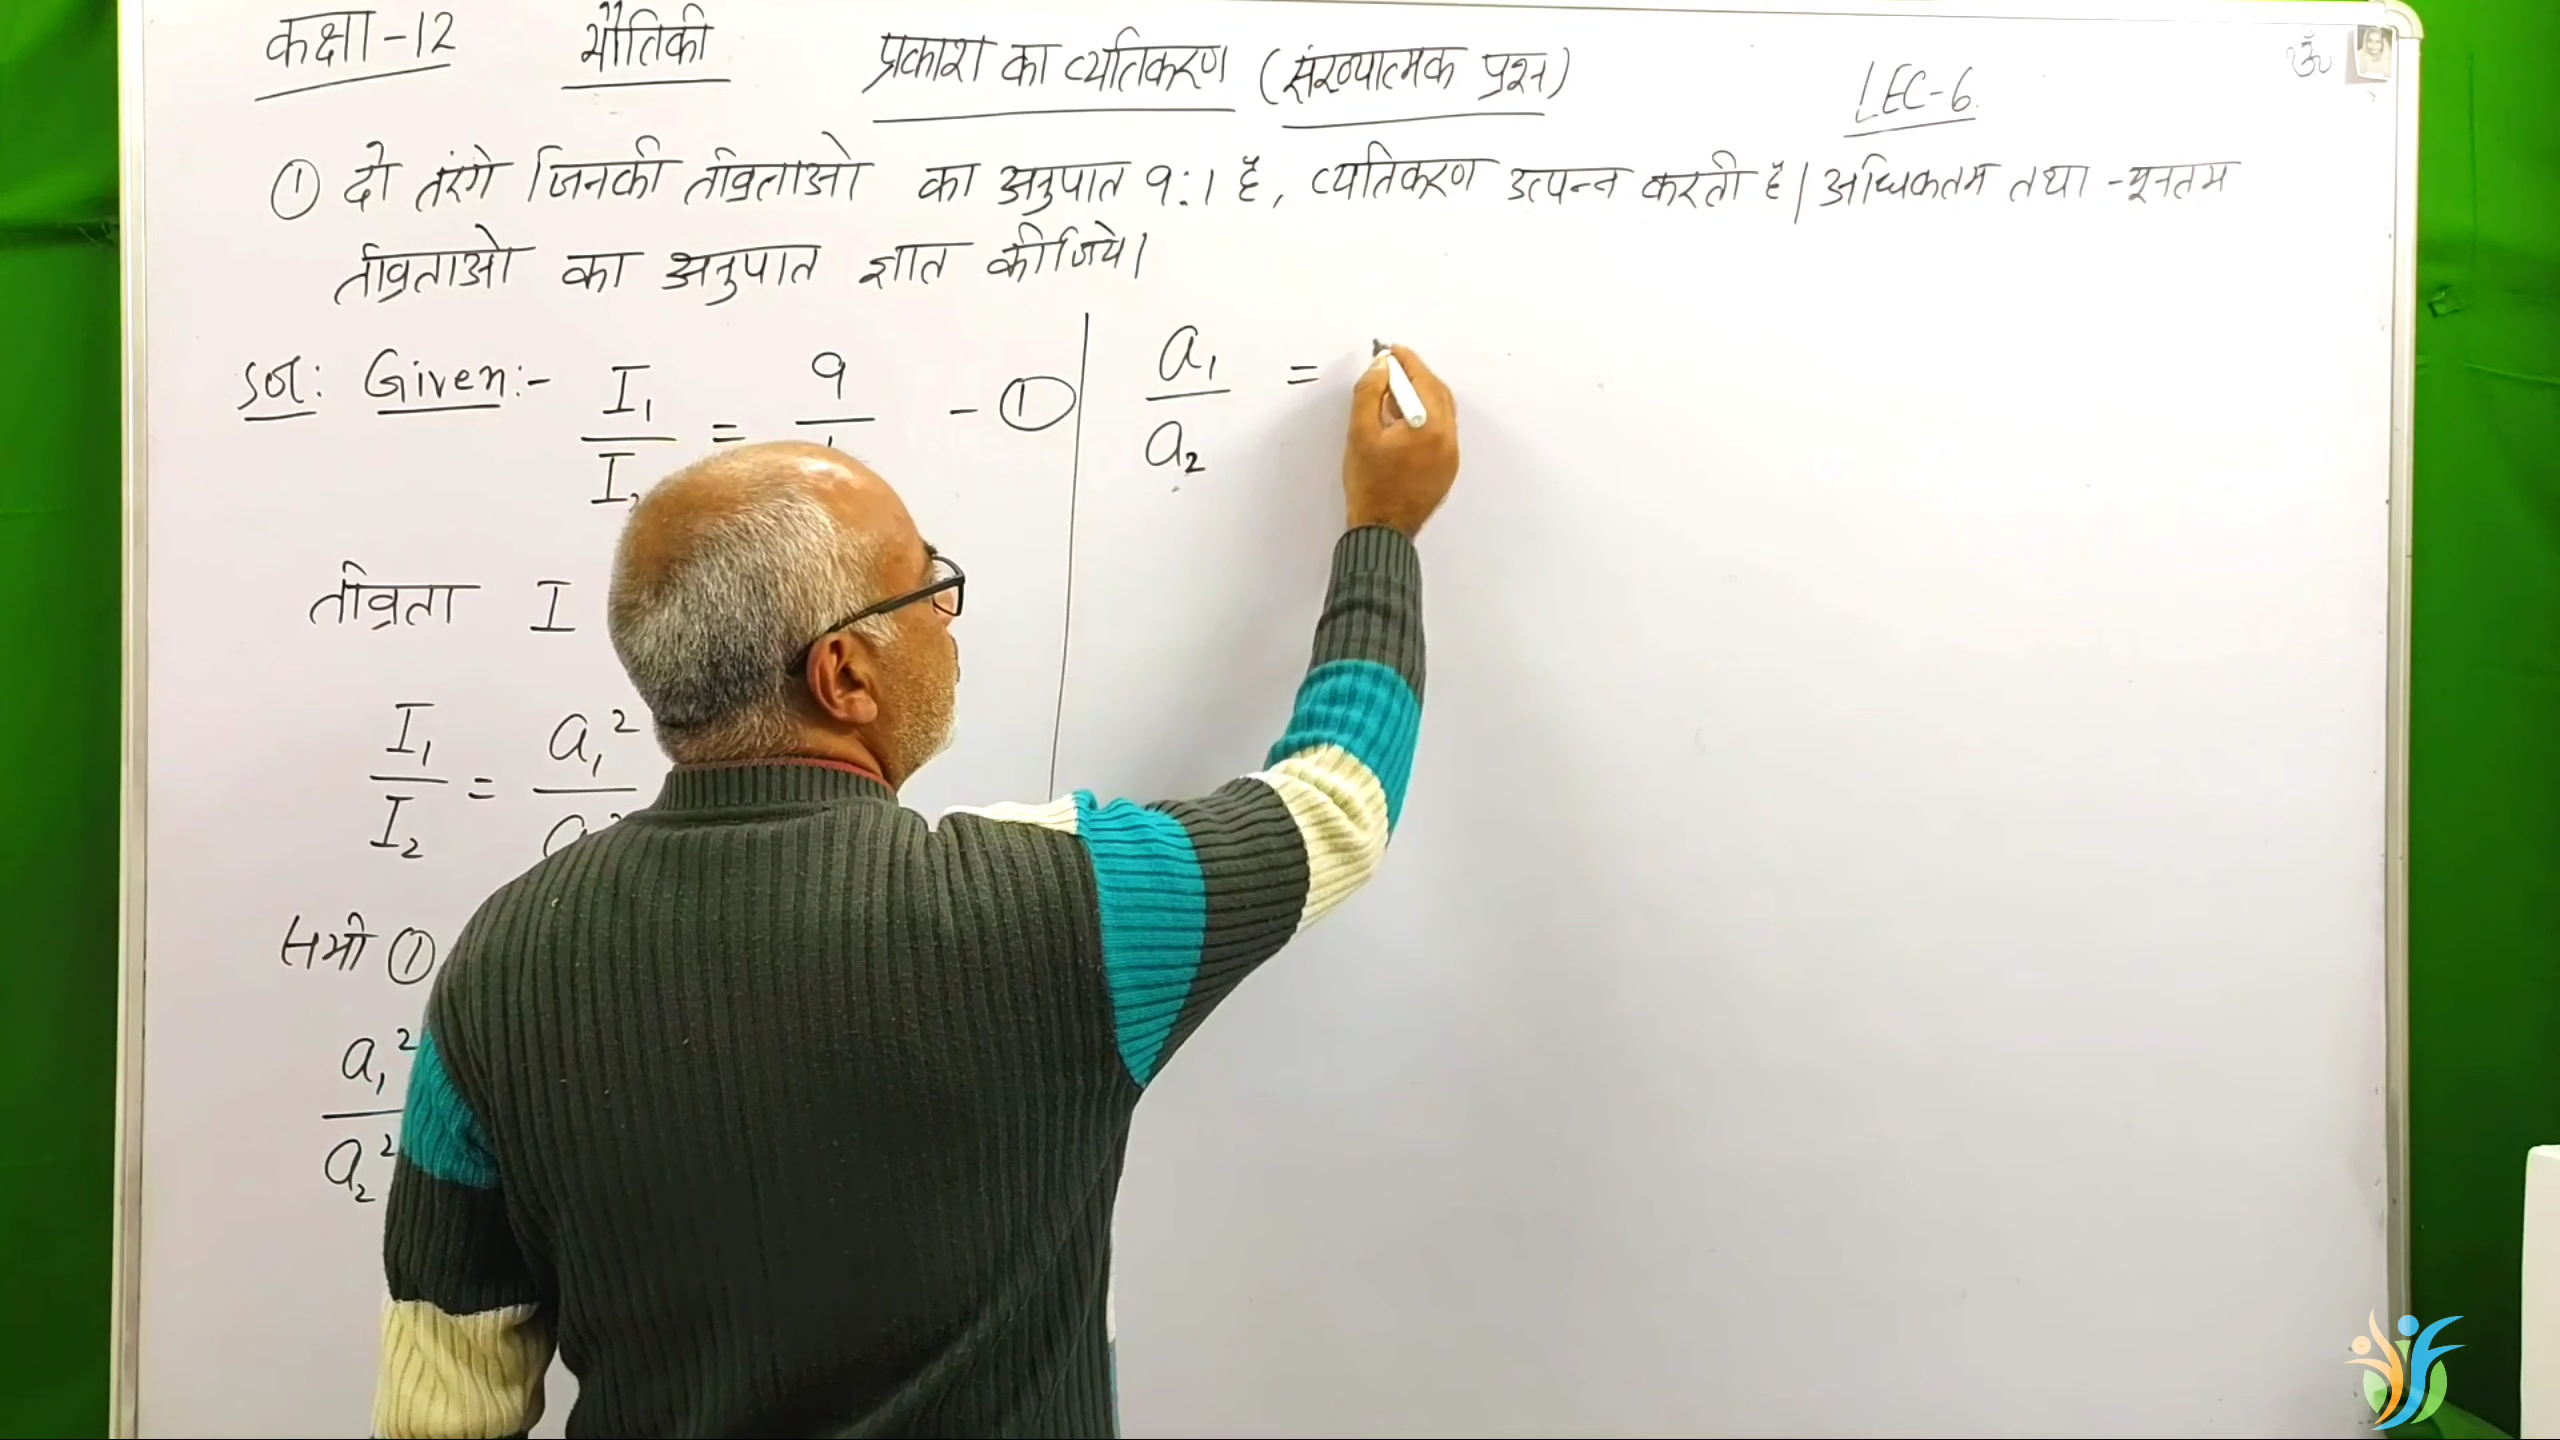 कक्षा -12 भौतिकी प्रकाश का व्यतिकरण (संख्यात्मक प्रश्न) LEC-6
ॐ
① दो तरंगे जिनकी तीव्रताओ का अनुपात 9:1 है, व्यतिकरण उत्पन्न करती है। अधिकतम तथा न्यूनतम
तीव्रताओ का अनुपात ज्ञात कीजिये।
Sol: Given:- I₁/I = 9/ - ①
a₁/a₂ =
तीव्रता I
I₁/I₂ = a₁²/a²
समी ①
a₁²/a₂²